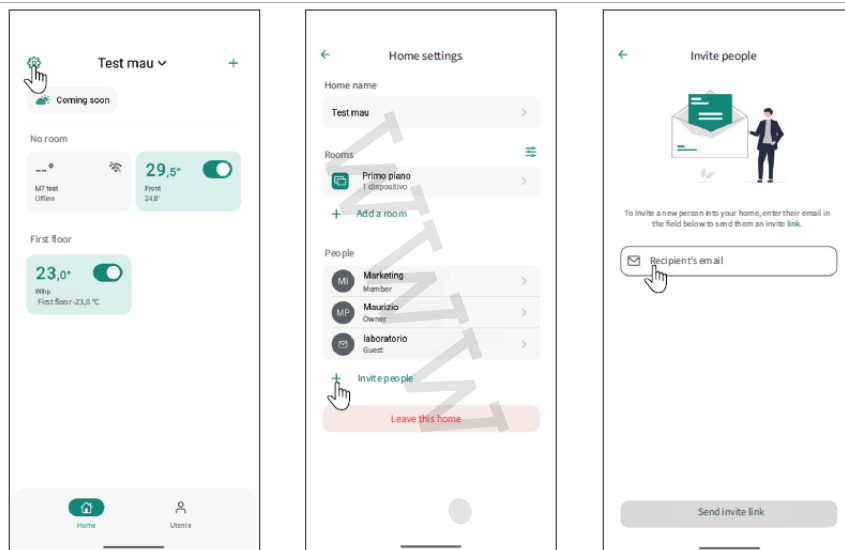 Test mau
+
Coming soon
No room
--°
M7 test
Offline
29,5°
Front
24,8°
First floor
23,0°
Whp
First floor-23,0 °C
Home
Utente
Home settings
Home name
Test mau
Rooms
Primo piano
1 dispositivo
+ Add a room
People
MI
Marketing
Member
MP
Maurizio
Owner
laboratorio
Guest
+ Invite people
Leave this home
WWW
Invite people
To invite a new person into your home, enter their email in
the field below to send them an invite link.
Recipient's email
Send invite link